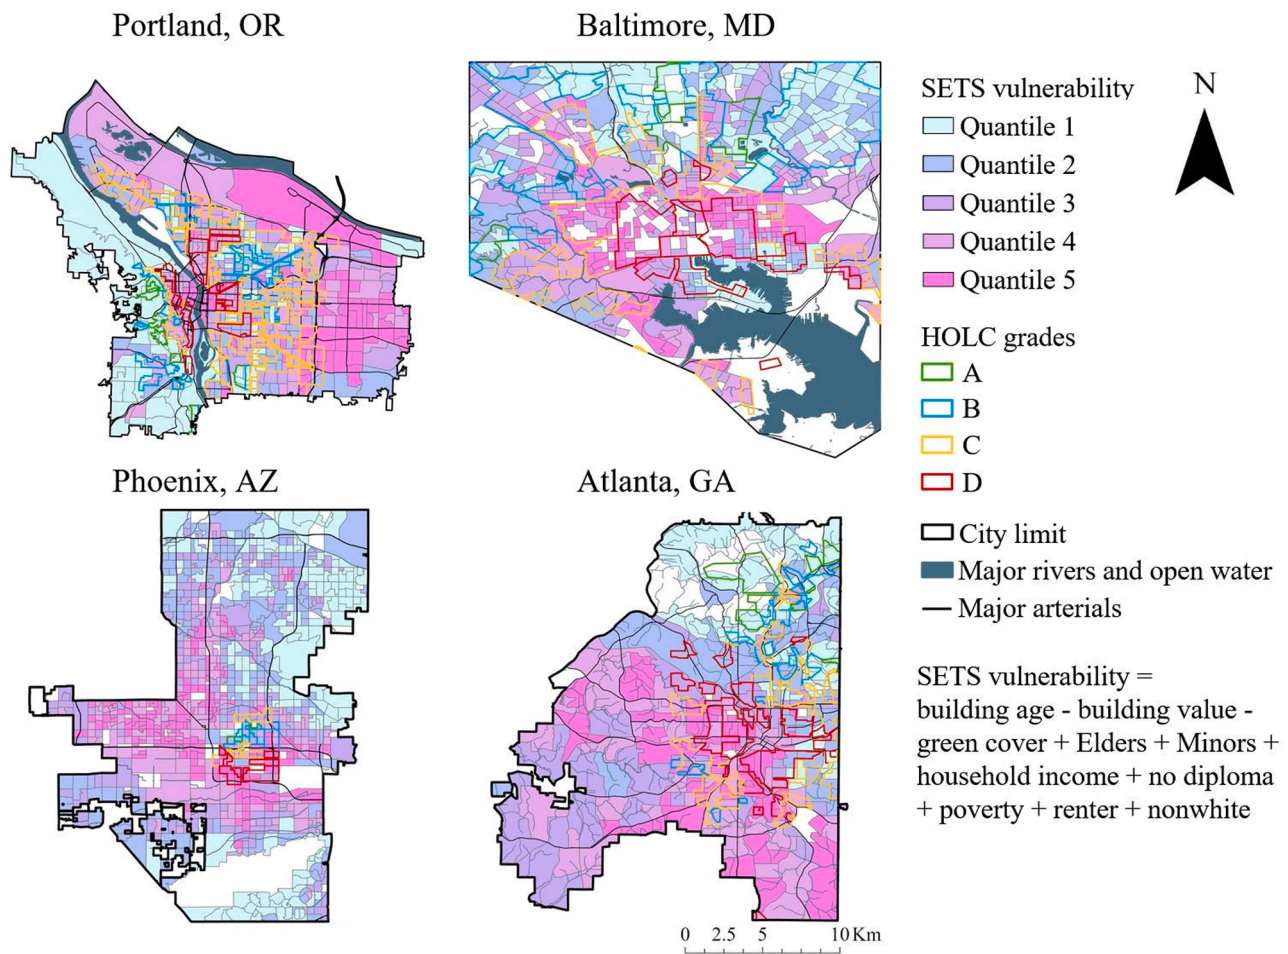 Portland, OR
Baltimore, MD
SETS vulnerability
Quantile 1
Quantile 2
Quantile 3
Quantile 4
Quantile 5
N
HOLC grades
A
B
C
D
City limit
Major rivers and open water
Major arterials
Phoenix, AZ
Atlanta, GA
SETS vulnerability =
building age - building value -
green cover + Elders + Minors +
household income + no diploma
+ poverty + renter + nonwhite
0 2.5 5 10 Km